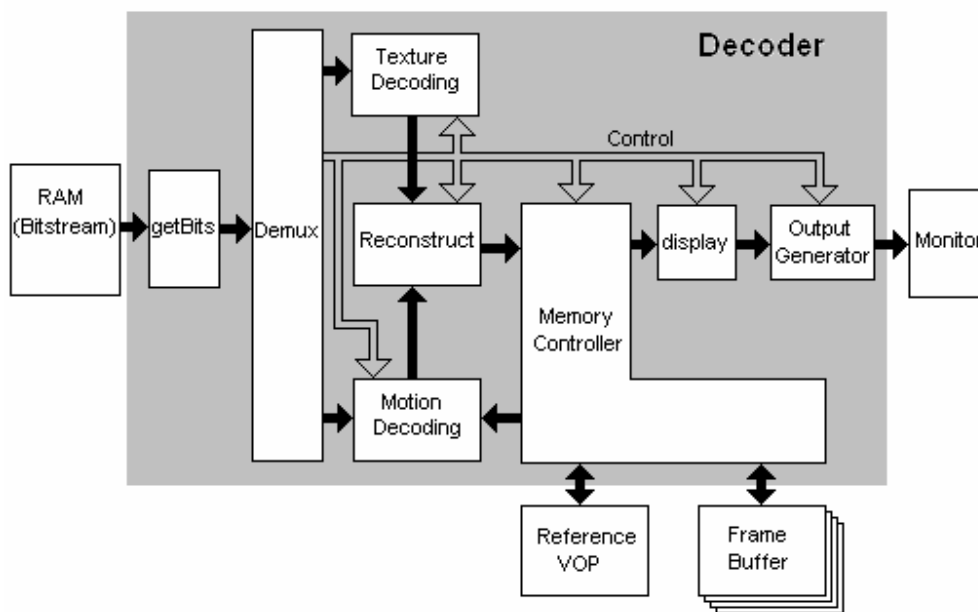 Decoder
Texture
Decoding
Control
RAM
(Bitstream)
getBits
Demux
Reconstruct
display
Output
Generator
Monitor
Memory
Controller
Motion
Decoding
Reference
VOP
Frame
Buffer